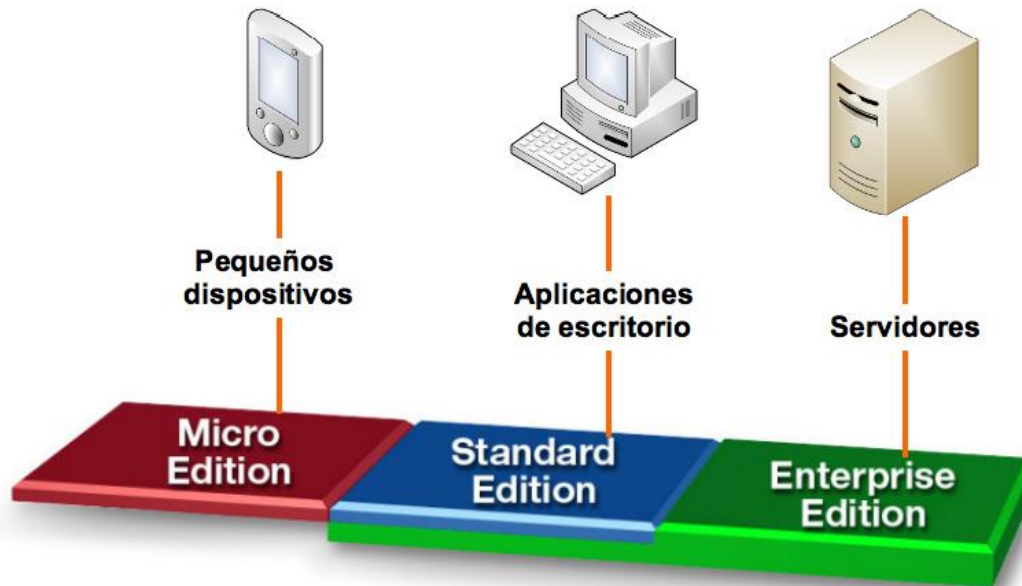 Pequeños
dispositivos
Aplicaciones
de escritorio
Servidores
Micro
Edition
Standard
Edition
Enterprise
Edition